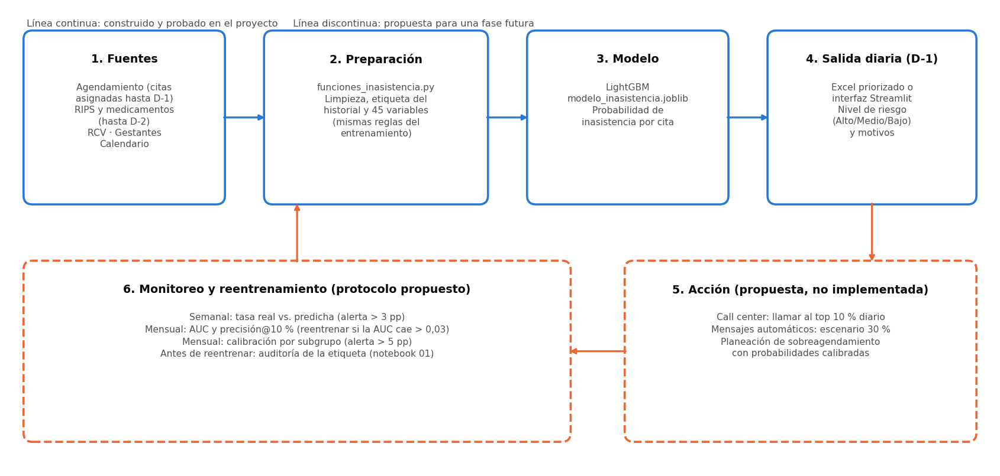 Línea continua: construido y probado en el proyecto     Línea discontinua: propuesta para una fase futura
1. Fuentes
Agendamiento (citas
asignadas hasta D-1)
RIPS y medicamentos
(hasta D-2)
RCV · Gestantes
Calendario
2. Preparación
funciones_inasistencia.py
Limpieza, etiqueta del
historial y 45 variables
(mismas reglas del
entrenamiento)
3. Modelo
LightGBM
modelo_inasistencia.joblib
Probabilidad de
inasistencia por cita
4. Salida diaria (D-1)
Excel priorizado o
interfaz Streamlit
Nivel de riesgo
(Alto/Medio/Bajo)
y motivos
6. Monitoreo y reentrenamiento (protocolo propuesto)
Semanal: tasa real vs. predicha (alerta > 3 pp)
Mensual: AUC y precisión@10 % (reentrenar si la AUC cae > 0,03)
Mensual: calibración por subgrupo (alerta > 5 pp)
Antes de reentrenar: auditoría de la etiqueta (notebook 01)
5. Acción (propuesta, no implementada)
Call center: llamar al top 10 % diario
Mensajes automáticos: escenario 30 %
Planeación de sobreagendamiento
con probabilidades calibradas